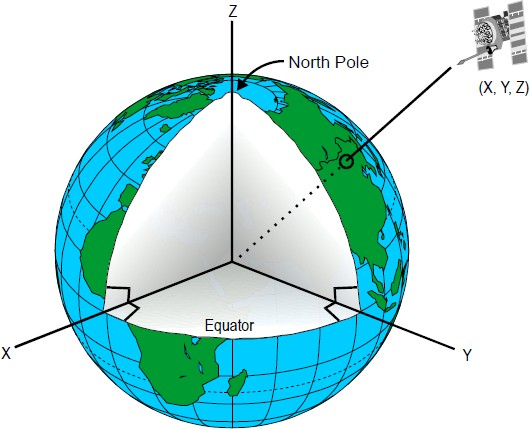 Z
North Pole
(X, Y, Z)
Equator
X
Y